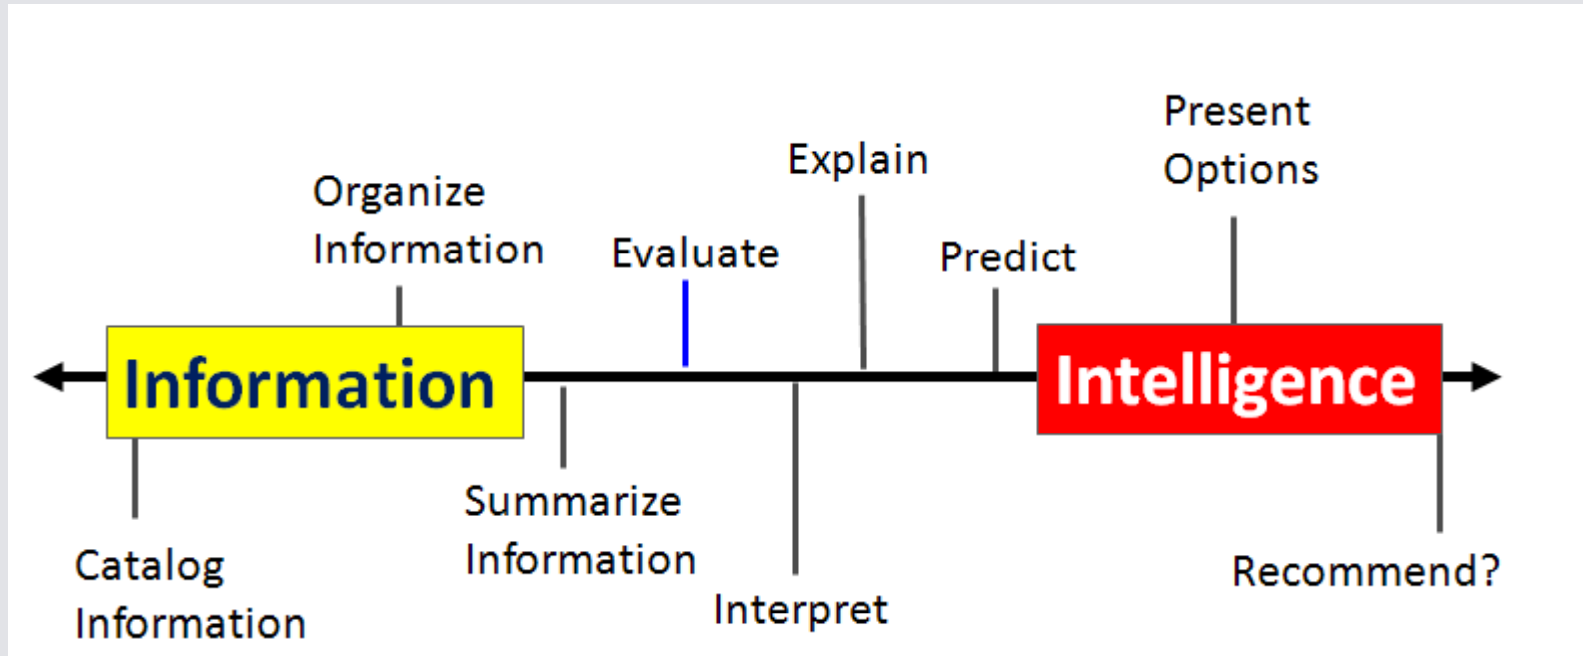 Present
Options
Explain
Organize
Information
Evaluate
Predict
Information
Intelligence
Summarize
Information
Catalog
Information
Interpret
Recommend?